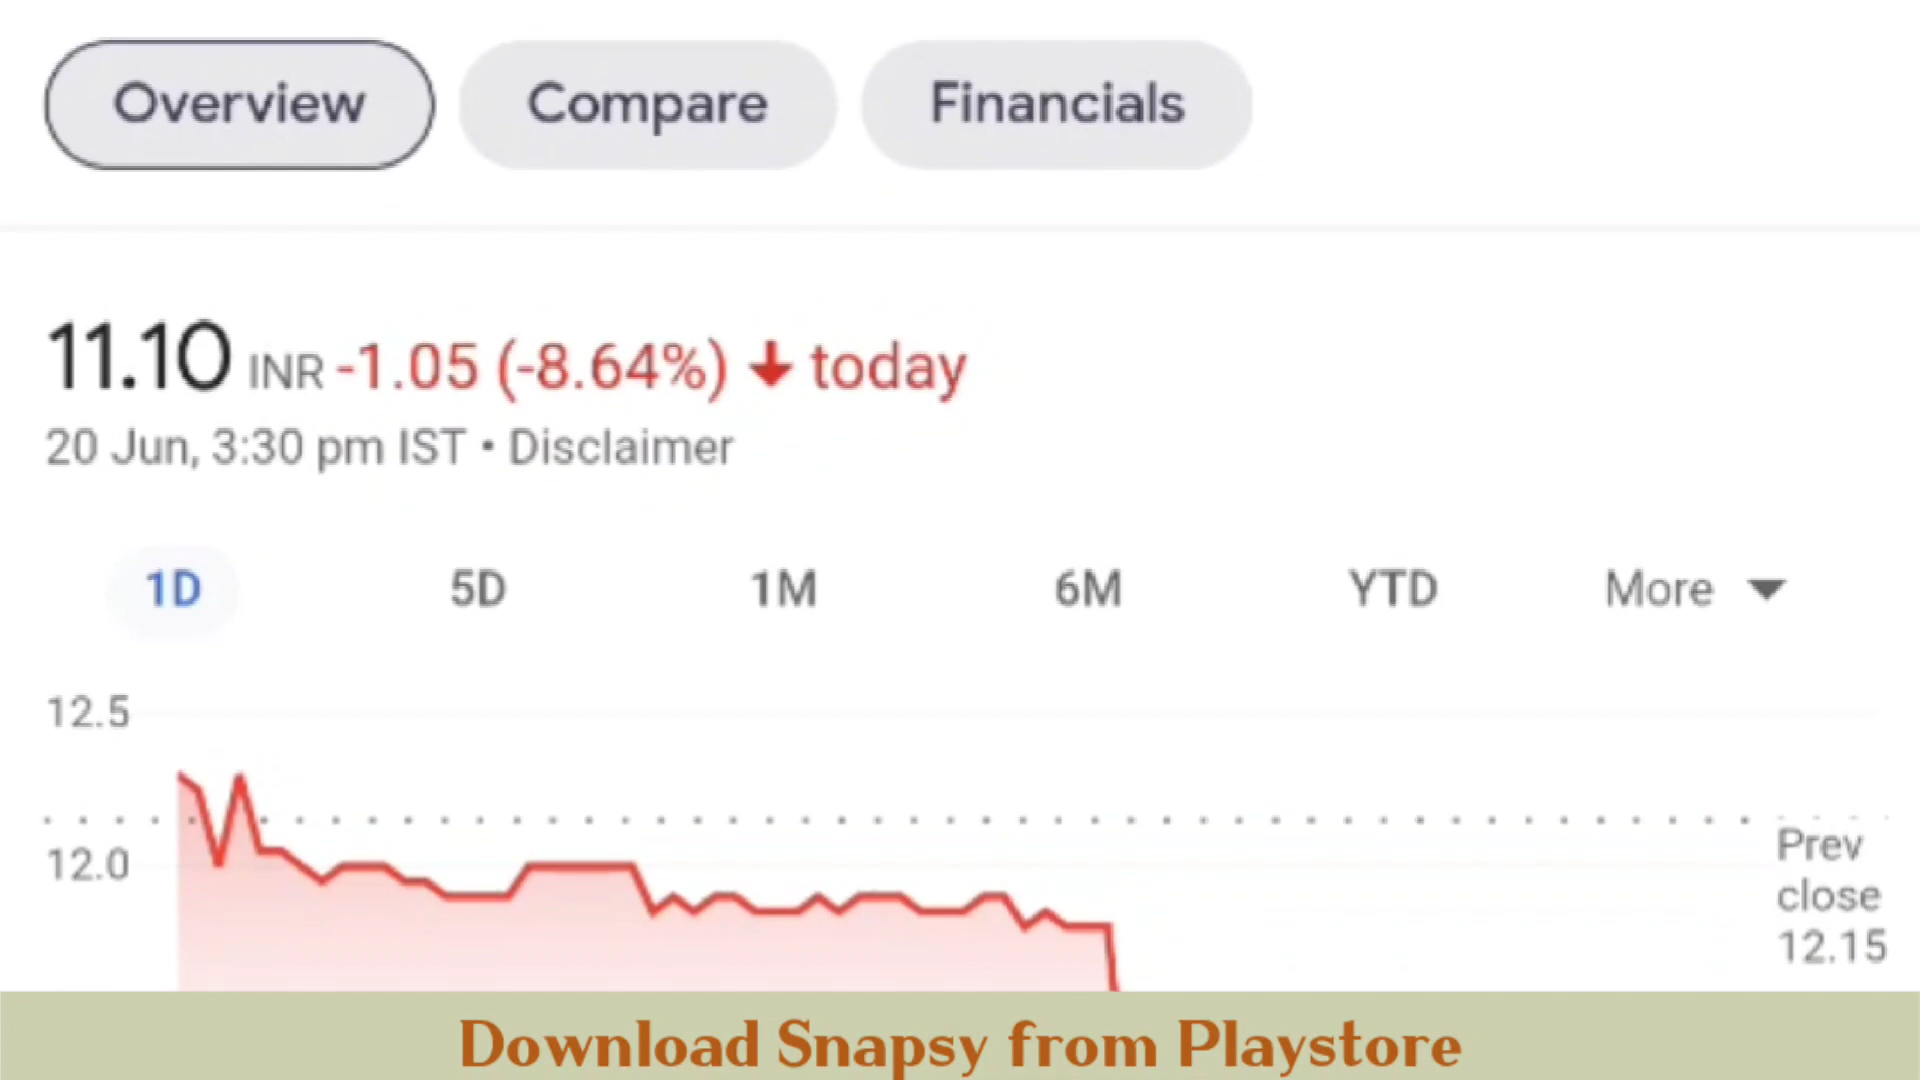 Overview Compare Financials
11.10 INR -1.05 (-8.64%) ↓ today
20 Jun, 3:30 pm IST • Disclaimer
1D 5D 1M 6M YTD More
12.5
12.0
Prev
close
12.15
Download Snapsy from Playstore